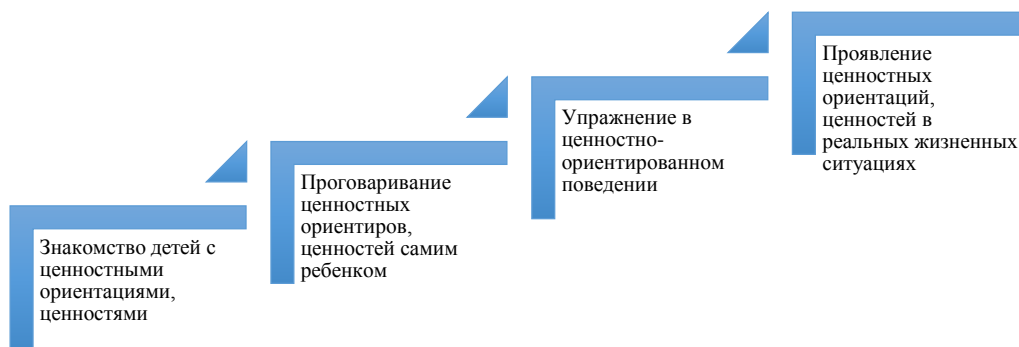 Знакомство детей с
ценностными
ориентациями,
ценностями
Проговаривание
ценностных
ориентиров,
ценностей самим
ребенком
Упражнение в
ценностно-
ориентированном
поведении
Проявление
ценностных
ориентаций,
ценностей в
реальных жизненных
ситуациях